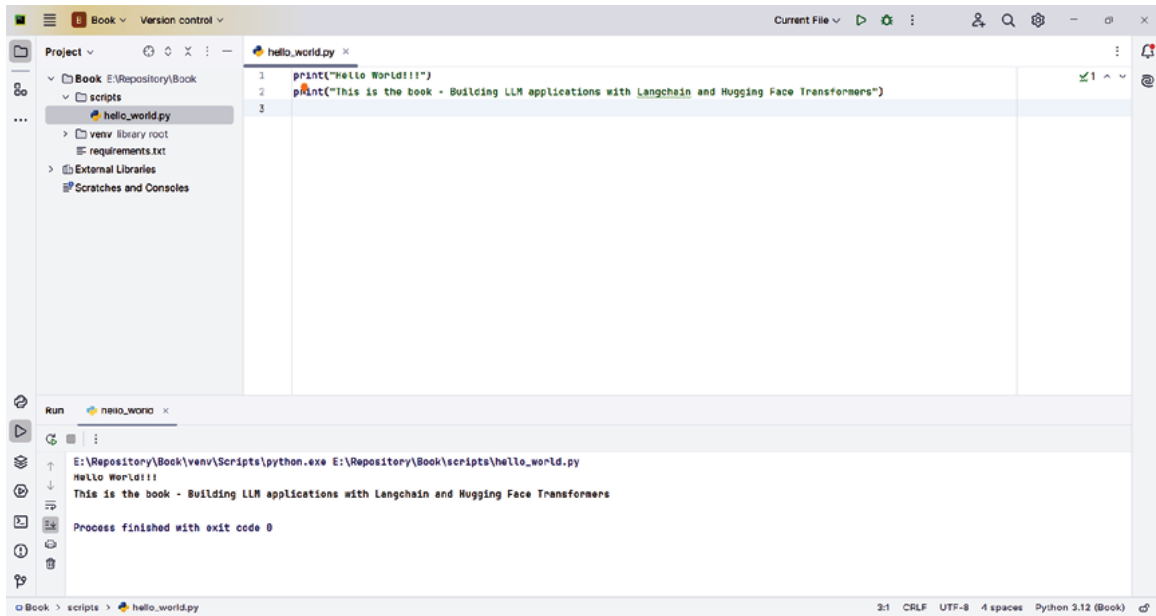 B Book Version control Current File
Project
hello_world.py
Book E:\Repository\Book
scripts
hello_world.py
venv library root
requirements.txt
External Libraries
Scratches and Consoles
1 print("Hello World!!!")
2 print("This is the book - Building LLM applications with Langchain and Hugging Face Transformers")
3
1
Run hello_world
E:\Repository\Book\venv\Scripts\python.exe E:\Repository\Book\scripts\hello_world.py
Hello World!!!
This is the book - Building LLM applications with Langchain and Hugging Face Transformers
Process finished with exit code 0
Book > scripts > hello_world.py 3:1 CRLF UTF-8 4 spaces Python 3.12 (Book)